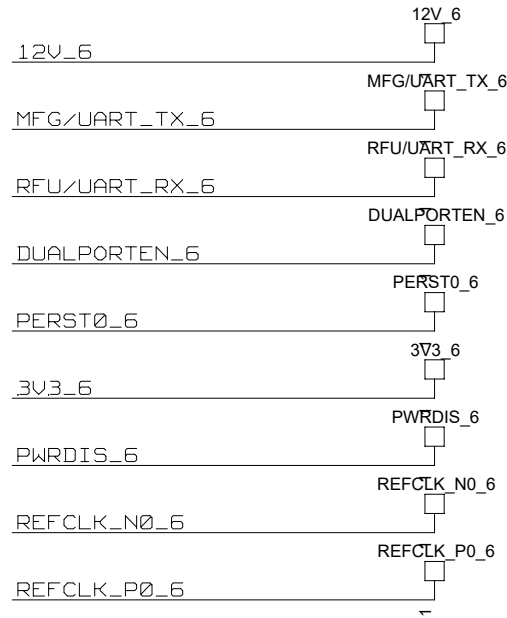 12V_6
12V_6
MFG/UART_TX_6
MFG/UART_TX_6
RFU/UART_RX_6
RFU/UART_RX_6
DUALPORTEN_6
DUALPORTEN_6
PERST0_6
PERST0_6
3V3_6
3V3_6
PWRDIS_6
PWRDIS_6
REFCLK_N0_6
REFCLK_N0_6
REFCLK_P0_6
REFCLK_P0_6
1